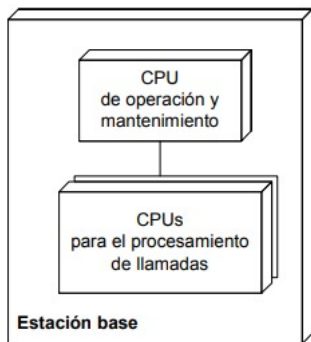 CPU
de operación y
mantenimiento
CPUs
para el procesamiento
de llamadas
Estación base